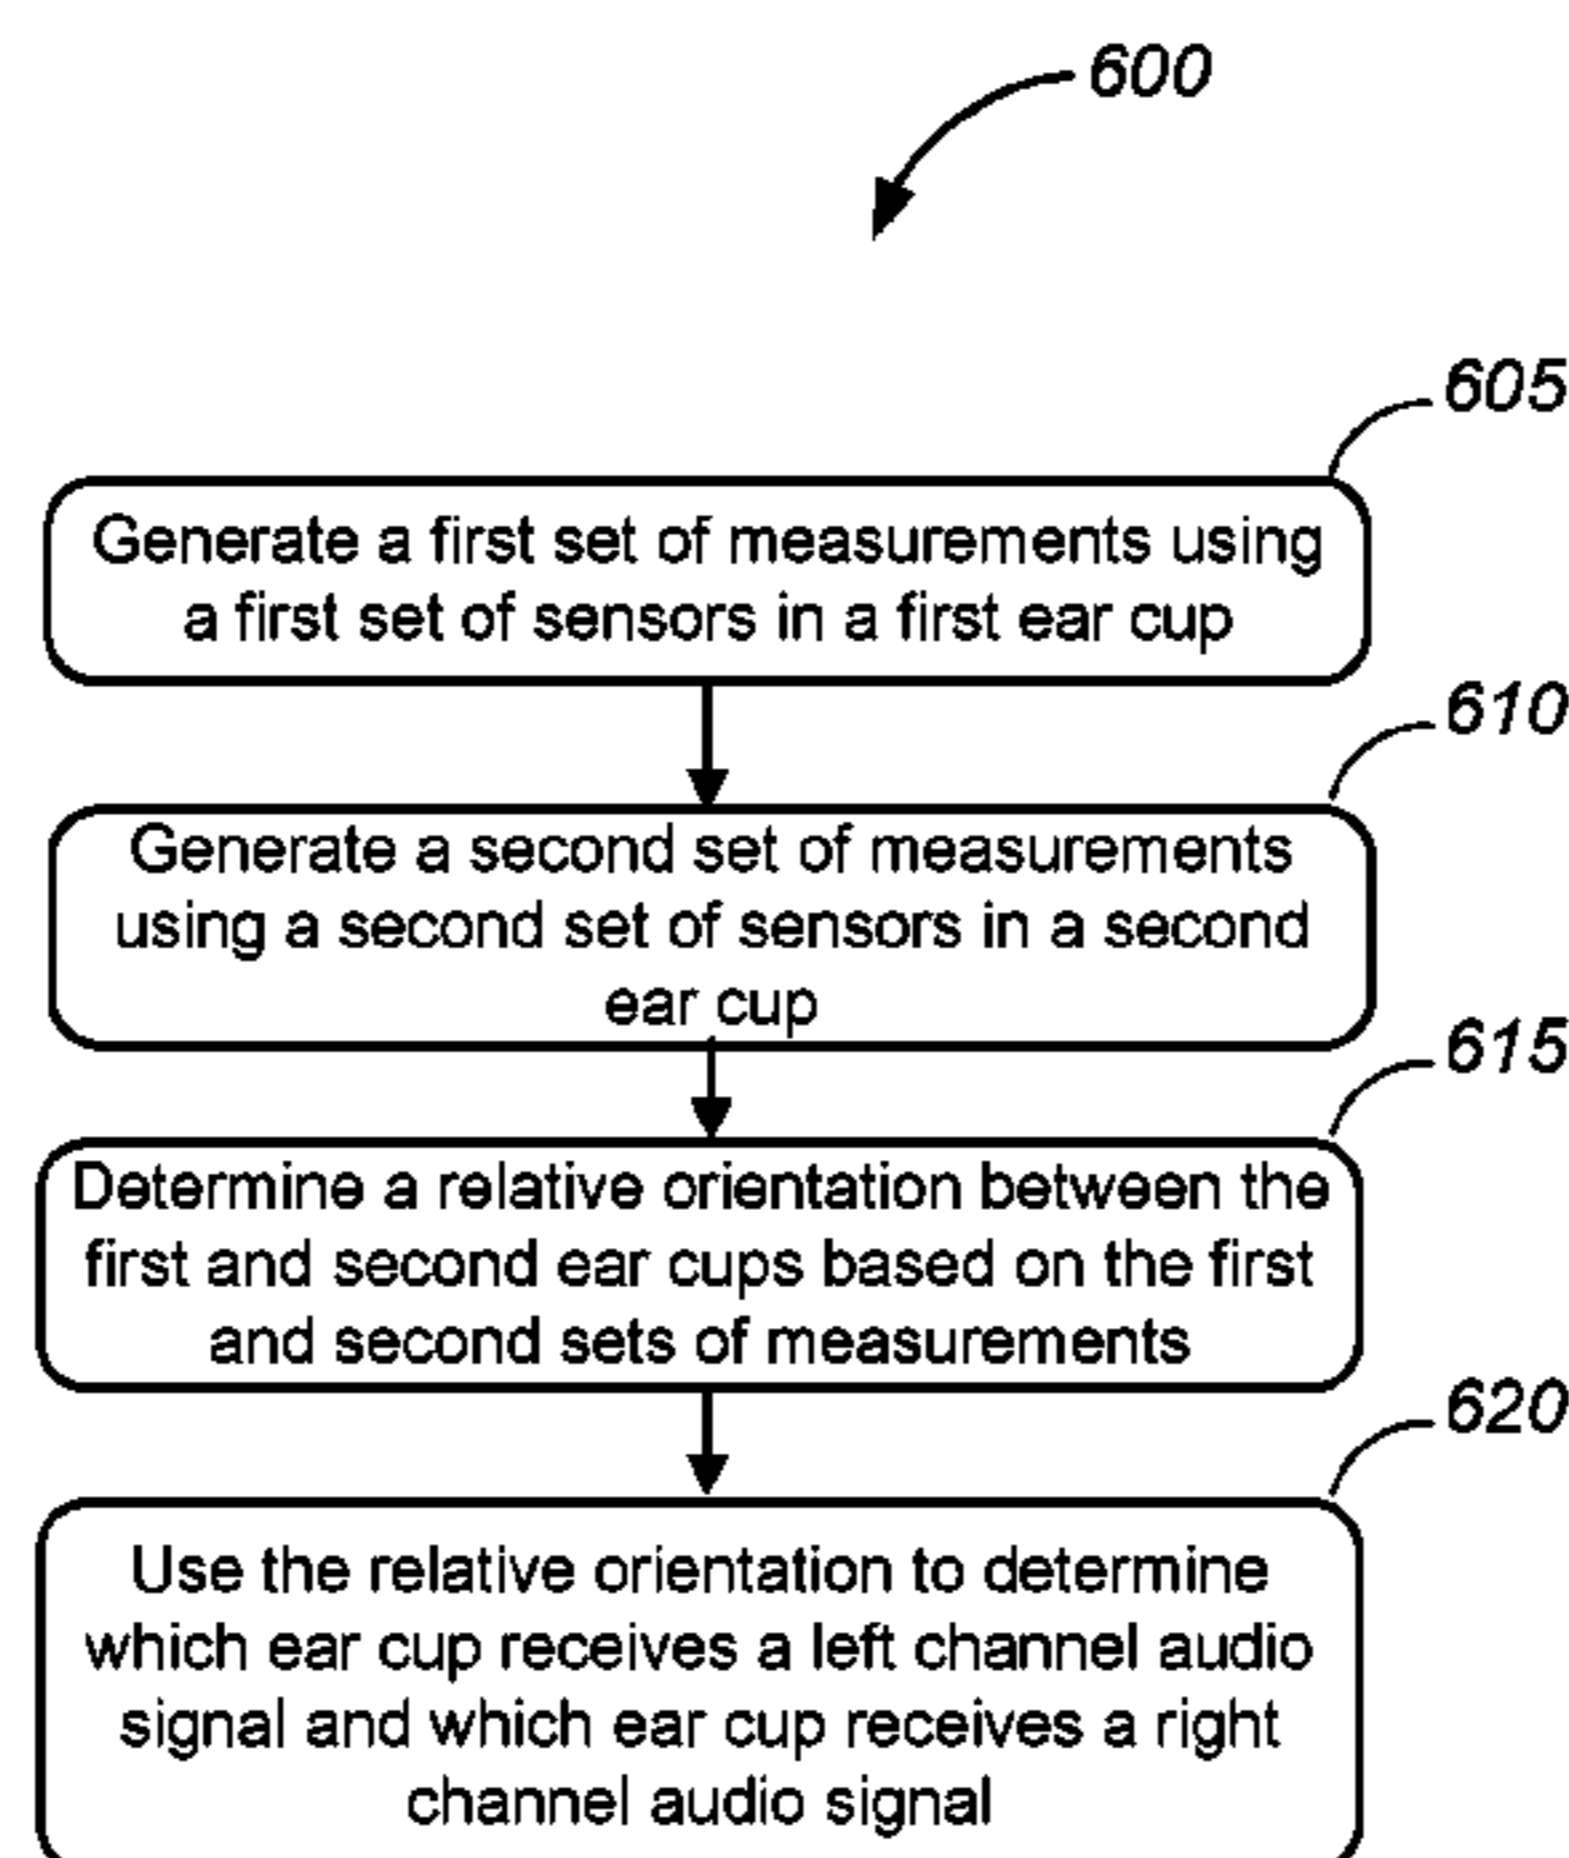 600
605
Generate a first set of measurements using
a first set of sensors in a first ear cup
610
Generate a second set of measurements
using a second set of sensors in a second
ear cup
615
Determine a relative orientation between the
first and second ear cups based on the first
and second sets of measurements
620
Use the relative orientation to determine
which ear cup receives a left channel audio
signal and which ear cup receives a right
channel audio signal